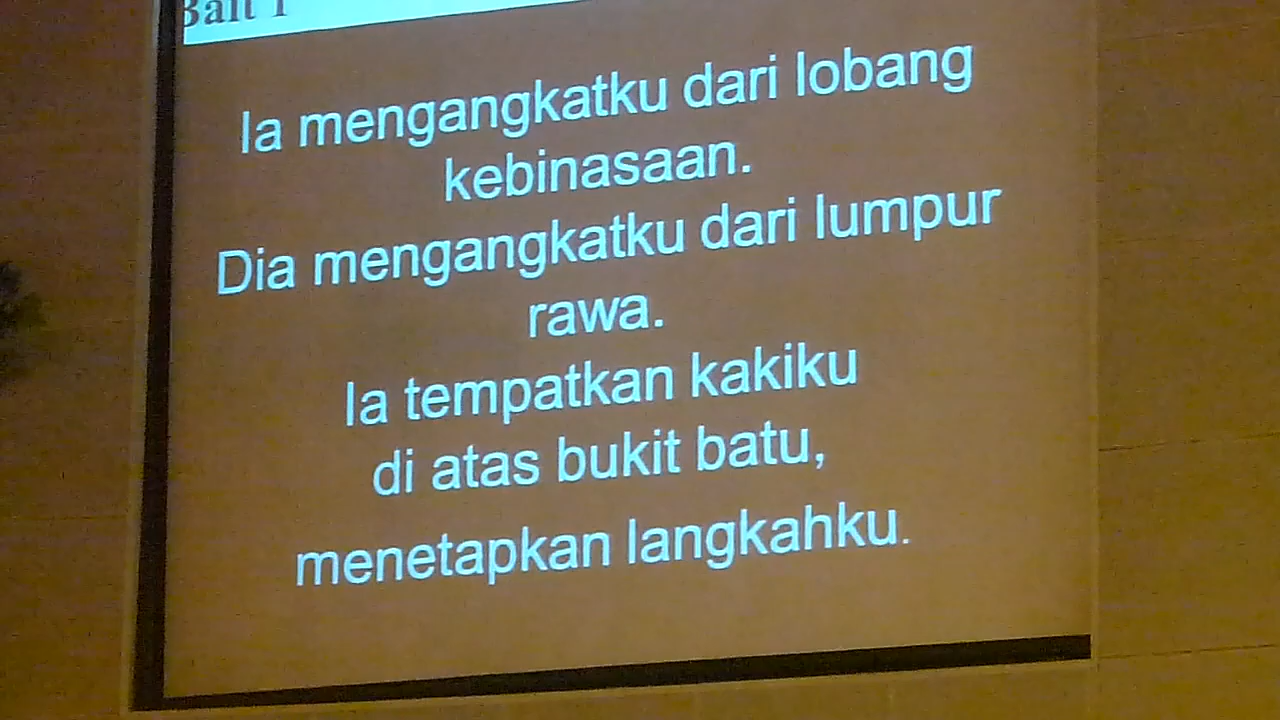 Bait 1
Ia mengangkatku dari lobang
kebinasaan.
Dia mengangkatku dari lumpur
rawa.
Ia tempatkan kakiku
di atas bukit batu,
menetapkan langkahku.